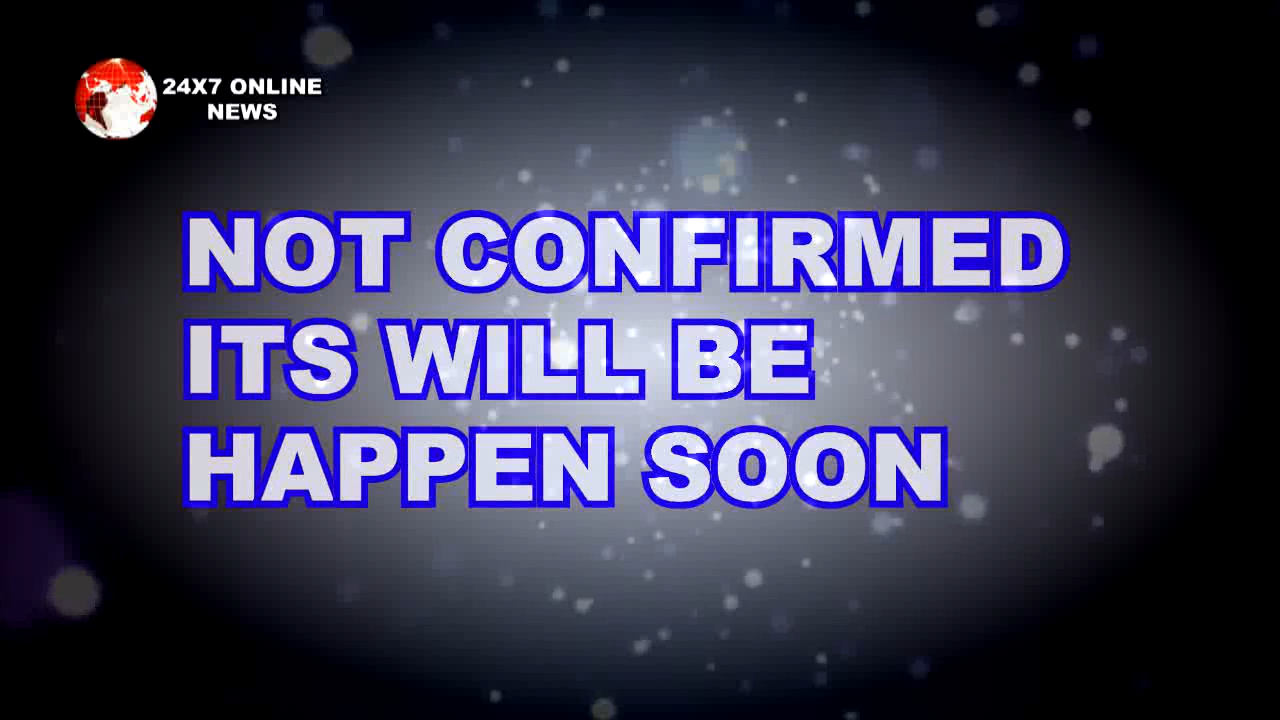 24X7 ONLINE
NEWS
NOT CONFIRMED
ITS WILL BE
HAPPEN SOON